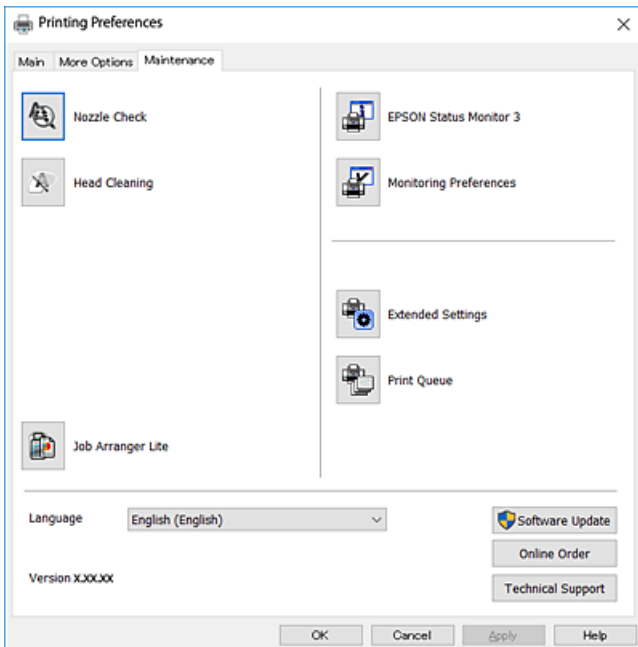 Printing Preferences
Main More Options Maintenance
Nozzle Check
EPSON Status Monitor 3
Head Cleaning
Monitoring Preferences
Extended Settings
Print Queue
Job Arranger Lite
Language English (English)
Software Update
Online Order
Version X.XX.XX
Technical Support
OK Cancel Apply Help